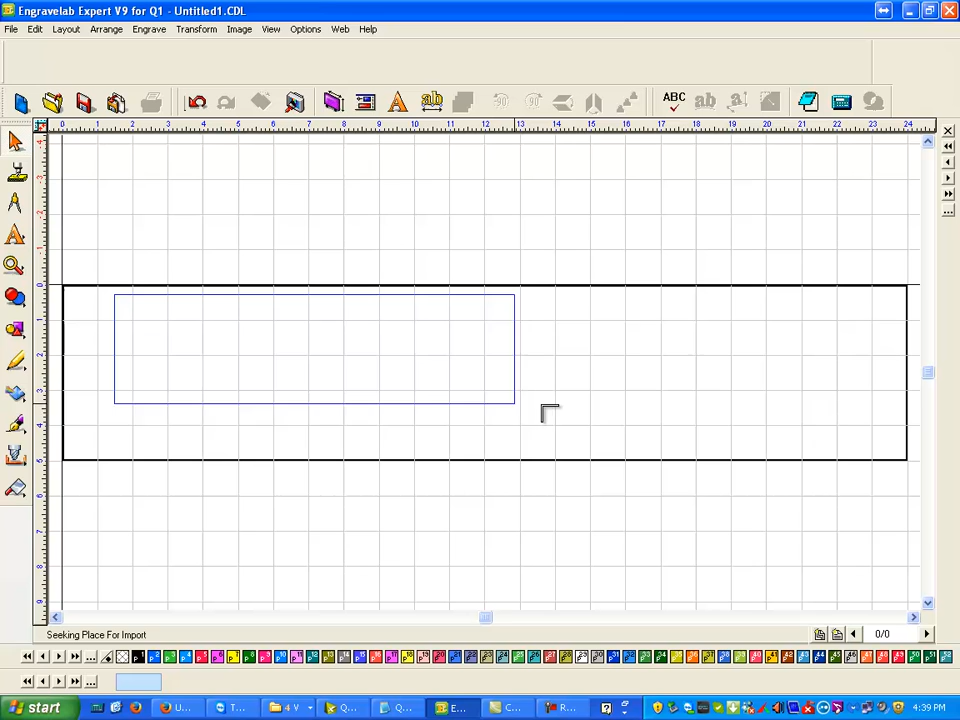 Engravelab Expert V9 for Q1 - Untitled1.CDL
File Edit Layout Arrange Engrave Transform Image View Options Web Help
ABC ab
0 1 2 3 4 5 6 7 8 9 10 11 12 13 14 15 16 17 18 19 20 21 22 23 24
Seeking Place For Import
0/0
start U... T... 4 V Q... Q... E... C... R... 4:39 PM